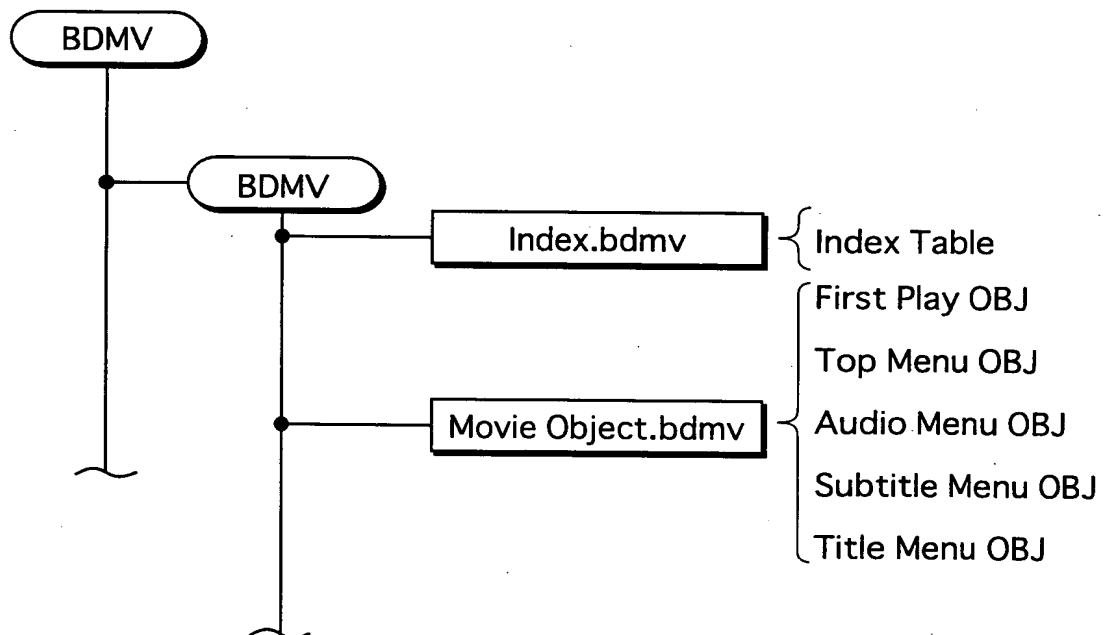 BDMV
BDMV
Index.bdmv
Index Table
First Play OBJ
Top Menu OBJ
Movie Object.bdmv
Audio Menu OBJ
Subtitle Menu OBJ
Title Menu OBJ